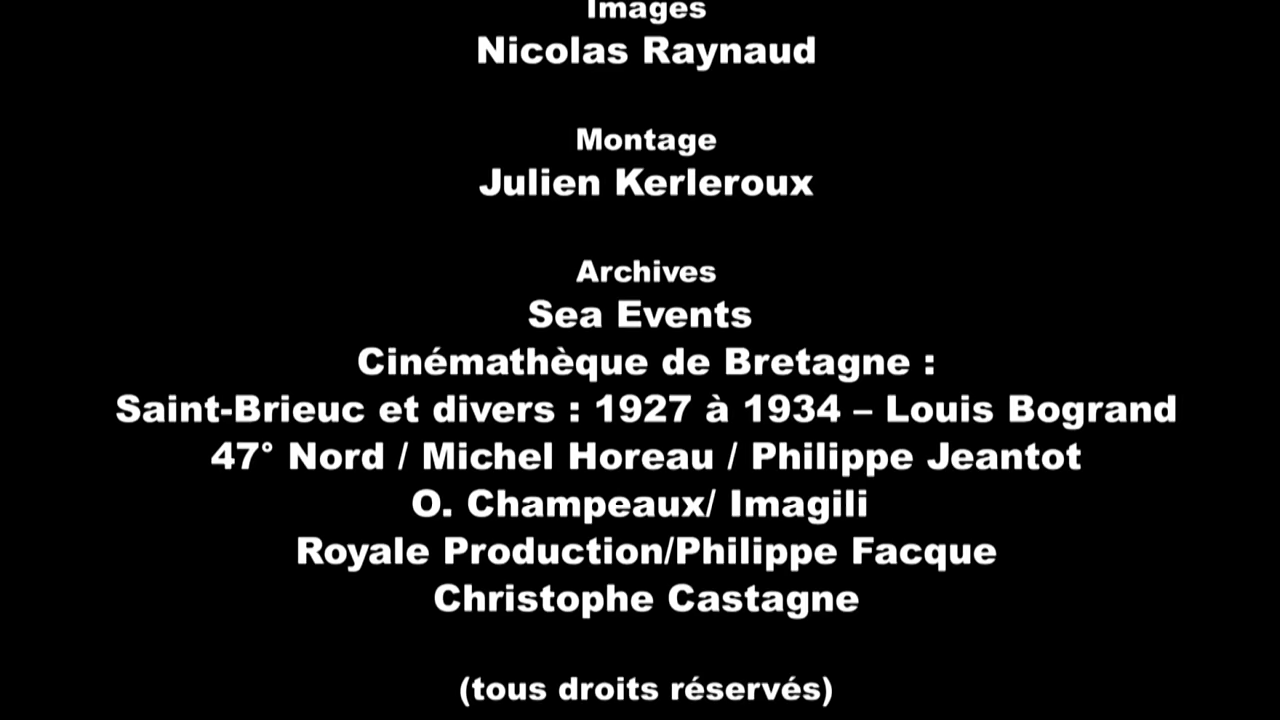 Images
Nicolas Raynaud
Montage
Julien Kerleroux
Archives
Sea Events
Cinémathèque de Bretagne :
Saint-Brieuc et divers : 1927 à 1934 – Louis Bogrand
47° Nord / Michel Horeau / Philippe Jeantot
O. Champeaux/ Imagili
Royale Production/Philippe Facque
Christophe Castagne
(tous droits réservés)